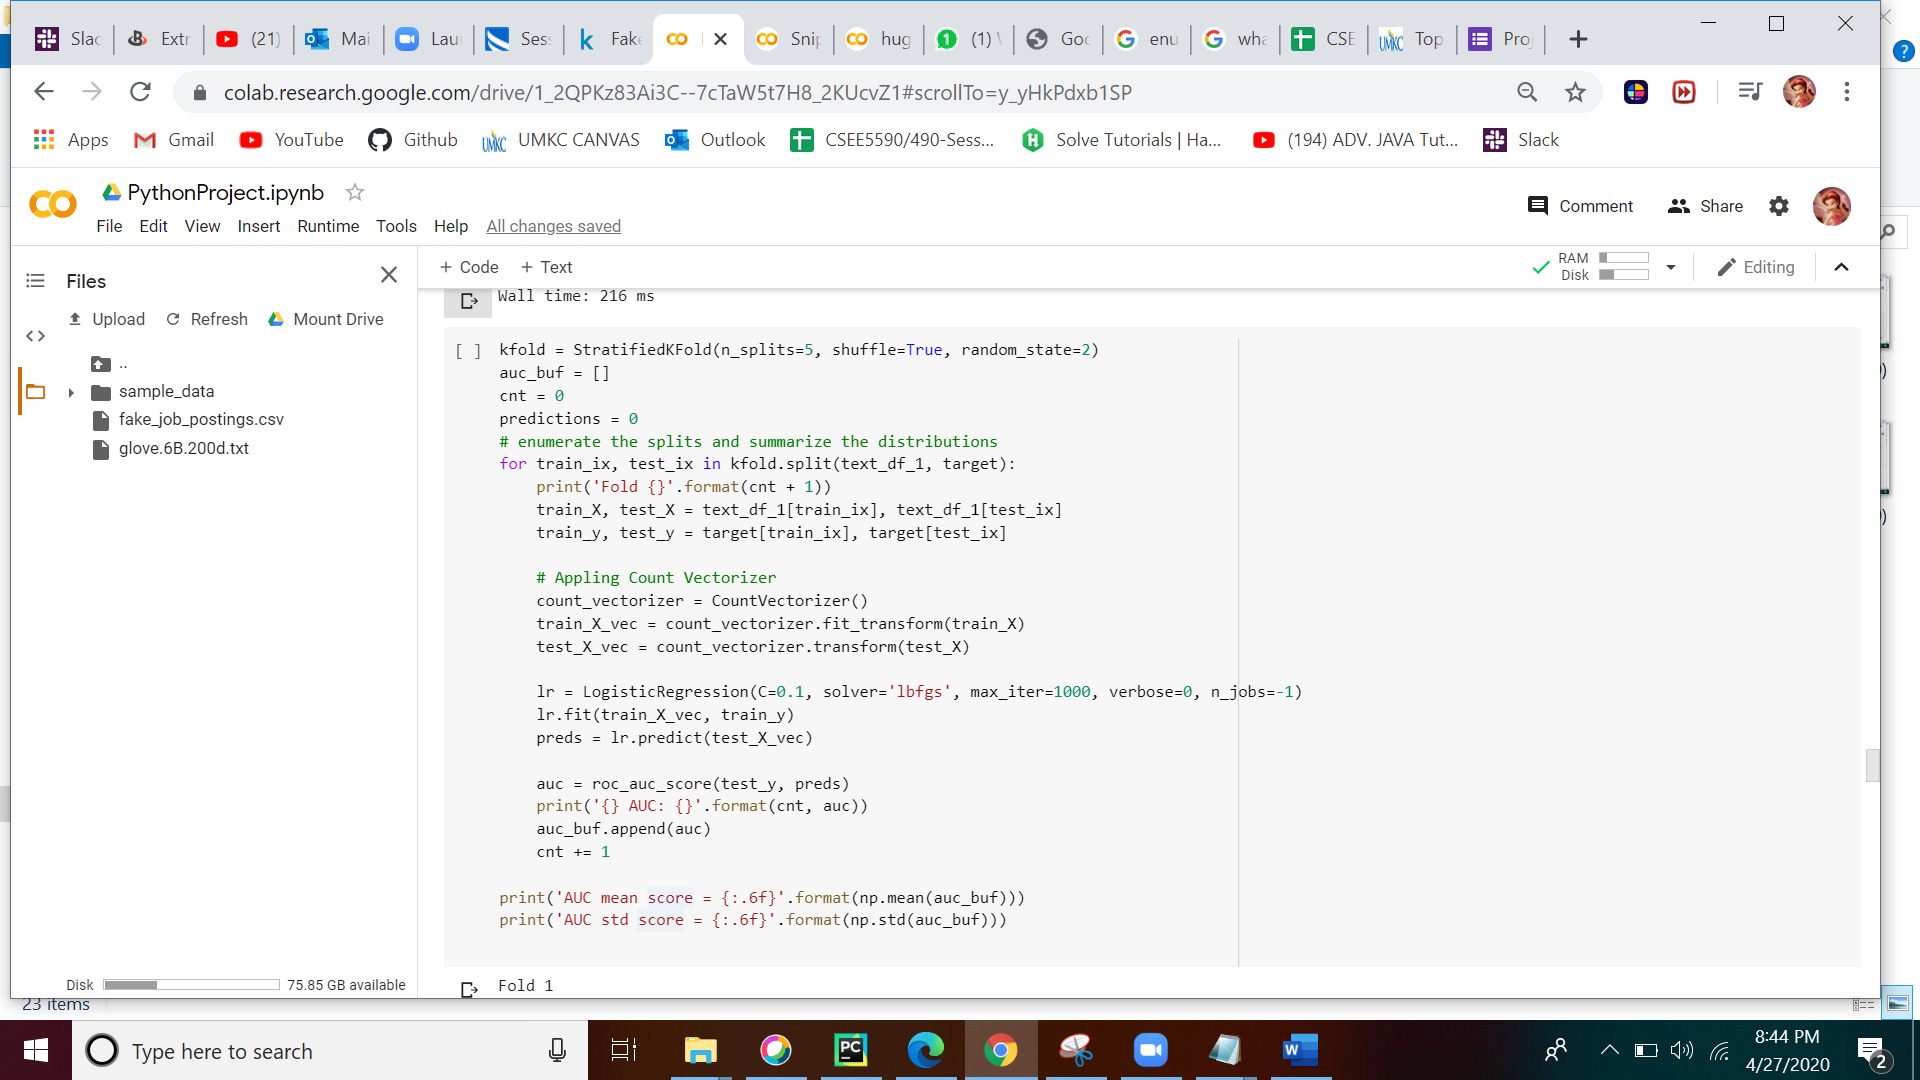 Slac
Extr
(21)
Mai
Lau
Sess
Fake
Snip
hug
(1)
Goo
enu
wha
CSE
Top
Proj
colab.research.google.com/drive/1_2QPKz83Ai3C--7cTaW5t7H8_2KUcvZ1#scrollTo=y_yHkPdxb1SP
Apps Gmail YouTube Github UMKC CANVAS Outlook CSEE5590/490-Sess... Solve Tutorials | Ha... (194) ADV. JAVA Tut... Slack
PythonProject.ipynb
File Edit View Insert Runtime Tools Help All changes saved
Comment Share
Files
Upload Refresh Mount Drive
..
sample_data
fake_job_postings.csv
glove.6B.200d.txt
Disk 75.85 GB available
+ Code + Text
RAM
Disk
Editing
Wall time: 216 ms
[ ] kfold = StratifiedKFold(n_splits=5, shuffle=True, random_state=2)
auc_buf = []
cnt = 0
predictions = 0
# enumerate the splits and summarize the distributions
for train_ix, test_ix in kfold.split(text_df_1, target):
print('Fold {}'.format(cnt + 1))
train_X, test_X = text_df_1[train_ix], text_df_1[test_ix]
train_y, test_y = target[train_ix], target[test_ix]
# Appling Count Vectorizer
count_vectorizer = CountVectorizer()
train_X_vec = count_vectorizer.fit_transform(train_X)
test_X_vec = count_vectorizer.transform(test_X)
lr = LogisticRegression(C=0.1, solver='lbfgs', max_iter=1000, verbose=0, n_jobs=-1)
lr.fit(train_X_vec, train_y)
preds = lr.predict(test_X_vec)
auc = roc_auc_score(test_y, preds)
print('{} AUC: {}'.format(cnt, auc))
auc_buf.append(auc)
cnt += 1
print('AUC mean score = {:.6f}'.format(np.mean(auc_buf)))
print('AUC std score = {:.6f}'.format(np.std(auc_buf)))
Fold 1
23 items
Type here to search
8:44 PM
4/27/2020
2